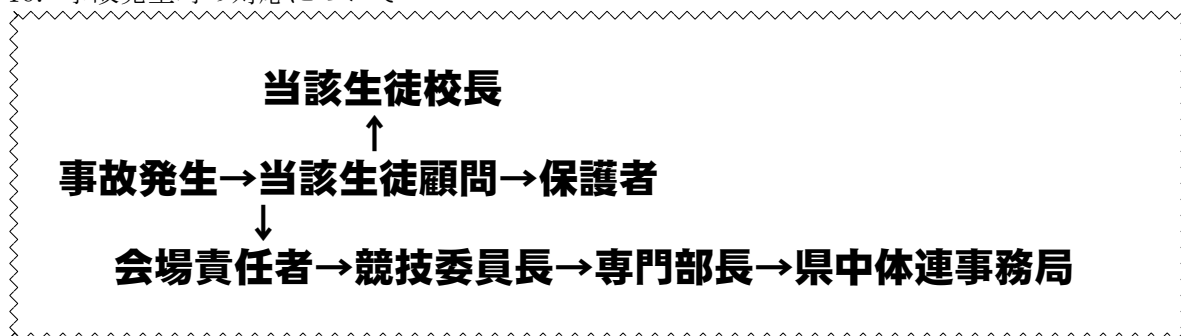 当該生徒校長
↑
事故発生→当該生徒顧問→保護者
↓
会場責任者→競技委員長→専門部長→県中体連事務局